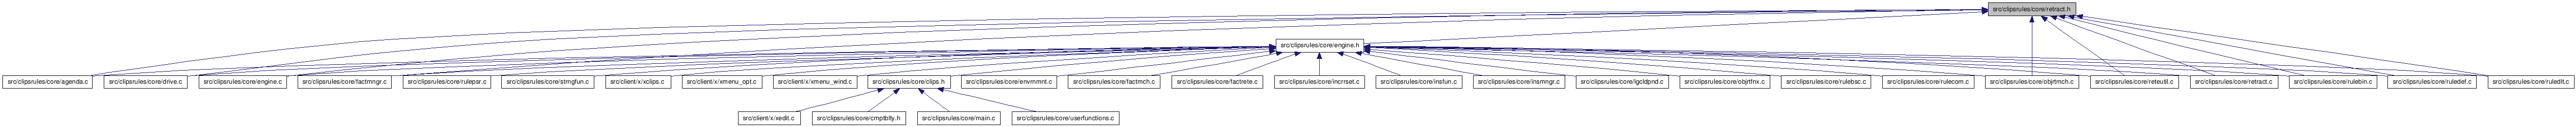 src/clipsrules/core/retract.h
src/clipsrules/core/engine.h
src/clipsrules/core/agenda.c
src/clipsrules/core/drive.c
src/clipsrules/core/engine.c
src/clipsrules/core/factmngr.c
src/clipsrules/core/rulepsr.c
src/clipsrules/core/strngfun.c
src/client/x/xclips.c
src/client/x/xmenu_opt.c
src/client/x/xmenu_wind.c
src/clipsrules/core/clips.h
src/clipsrules/core/envrnmnt.c
src/clipsrules/core/factmch.c
src/clipsrules/core/factrete.c
src/clipsrules/core/incrrset.c
src/clipsrules/core/insfun.c
src/clipsrules/core/insmngr.c
src/clipsrules/core/lgcldpnd.c
src/clipsrules/core/objrtfnx.c
src/clipsrules/core/rulebsc.c
src/clipsrules/core/rulecom.c
src/clipsrules/core/objrtmch.c
src/clipsrules/core/reteutil.c
src/clipsrules/core/retract.c
src/clipsrules/core/rulebin.c
src/clipsrules/core/ruledef.c
src/clipsrules/core/ruledlt.c
src/client/x/xedit.c
src/clipsrules/core/cmptblty.h
src/clipsrules/core/main.c
src/clipsrules/core/userfunctions.c